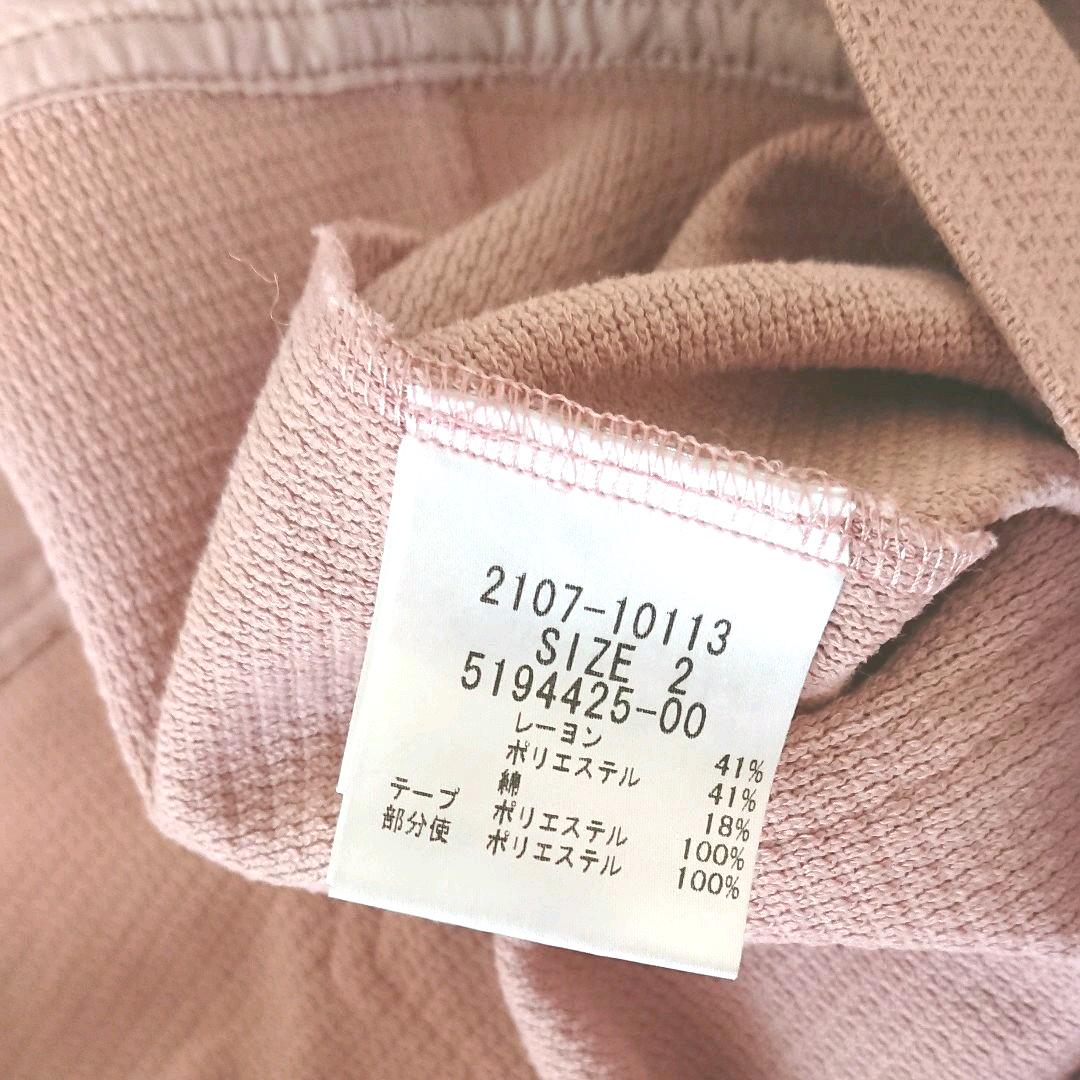 2107-10113
SIZE 2
5194425-00
レーヨン 41%
ポリエステル 41%
綿 18%
テープ ポリエステル 100%
部分使 ポリエステル 100%